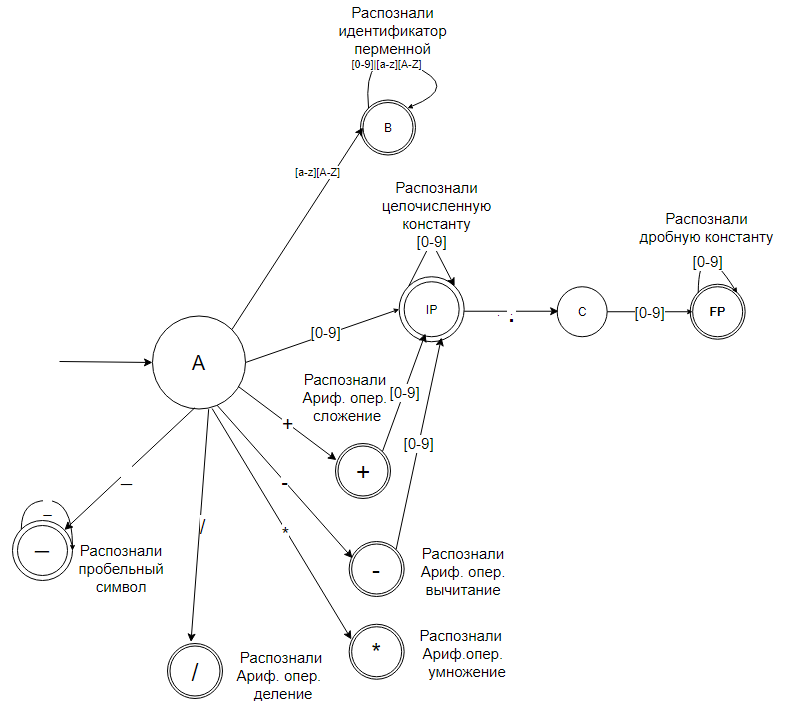 Распознали
идентификатор
перменной
[0-9]|[a-z][A-Z]
B
[a-z][A-Z]
Распознали
целочисленную
константу
[0-9]
IP
.
C
[0-9]
Распознали
дробную константу
[0-9]
FP
A
[0-9]
Распознали
Ариф. опер.
сложение
[0-9]
+
+
[0-9]
_
_
_
Распознали
пробельный
символ
/
/
Распознали
Ариф. опер.
деление
-
-
Распознали
Ариф. опер.
вычитание
*
*
Распознали
Ариф.опер.
умножение